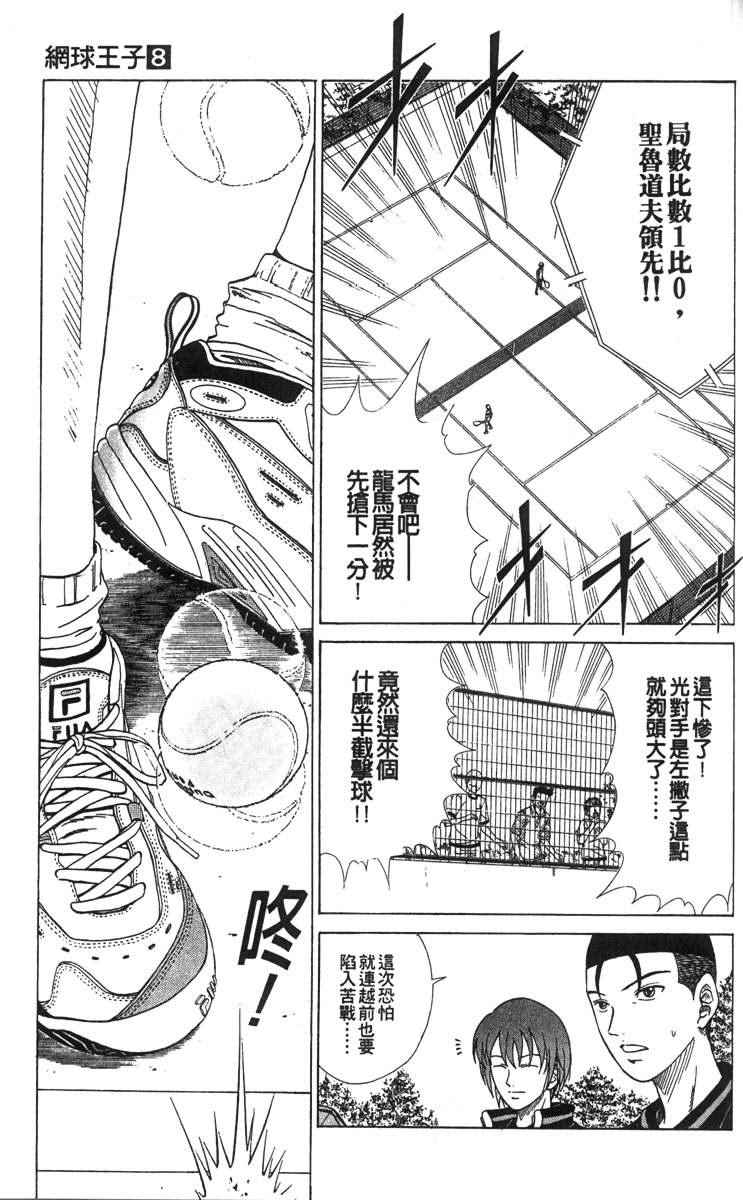 網球王子8
局數比數1比0，
聖魯道夫領先!!
不會吧——
龍馬居然被
先搶下一分！
這下慘了！
光對手是左撇子這點
就夠頭大了……
竟然還來個
什麼半截擊球!!
這次恐怕
就連越前也要
陷入苦戰……
咚！
FILA